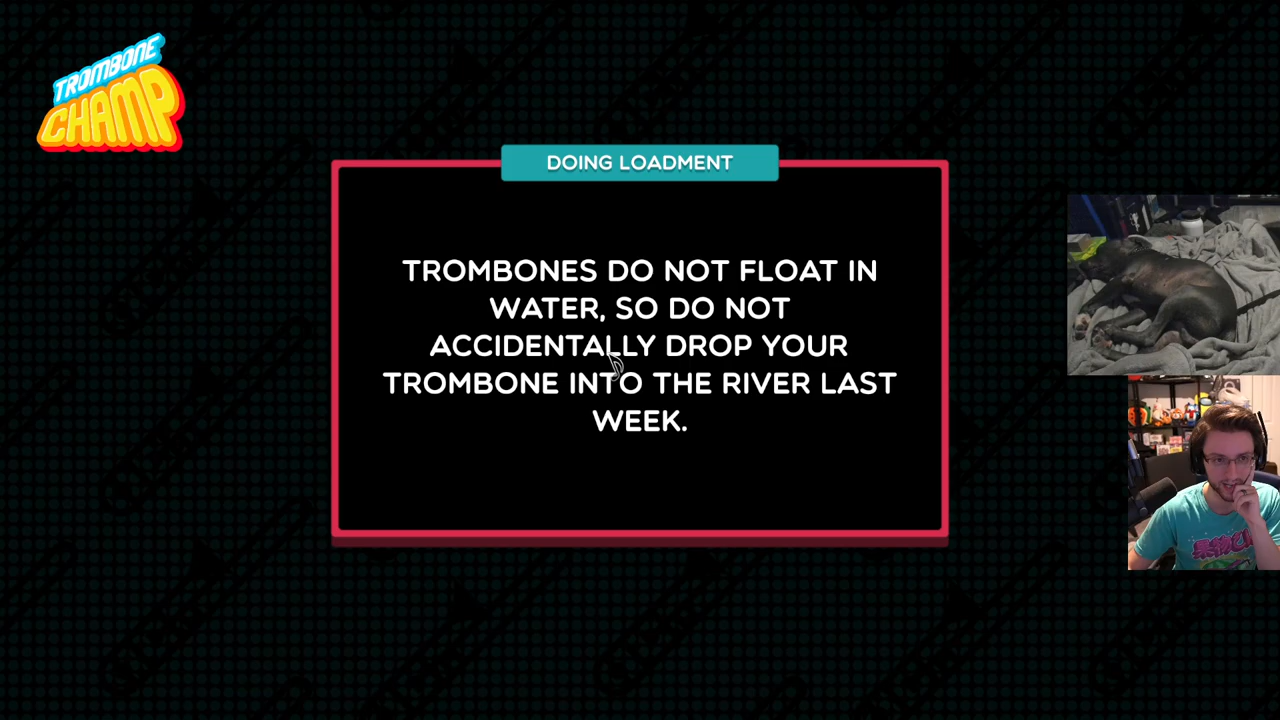 TROMBONE
CHAMP
DOING LOADMENT
TROMBONES DO NOT FLOAT IN
WATER, SO DO NOT
ACCIDENTALLY DROP YOUR
TROMBONE INTO THE RIVER LAST
WEEK.